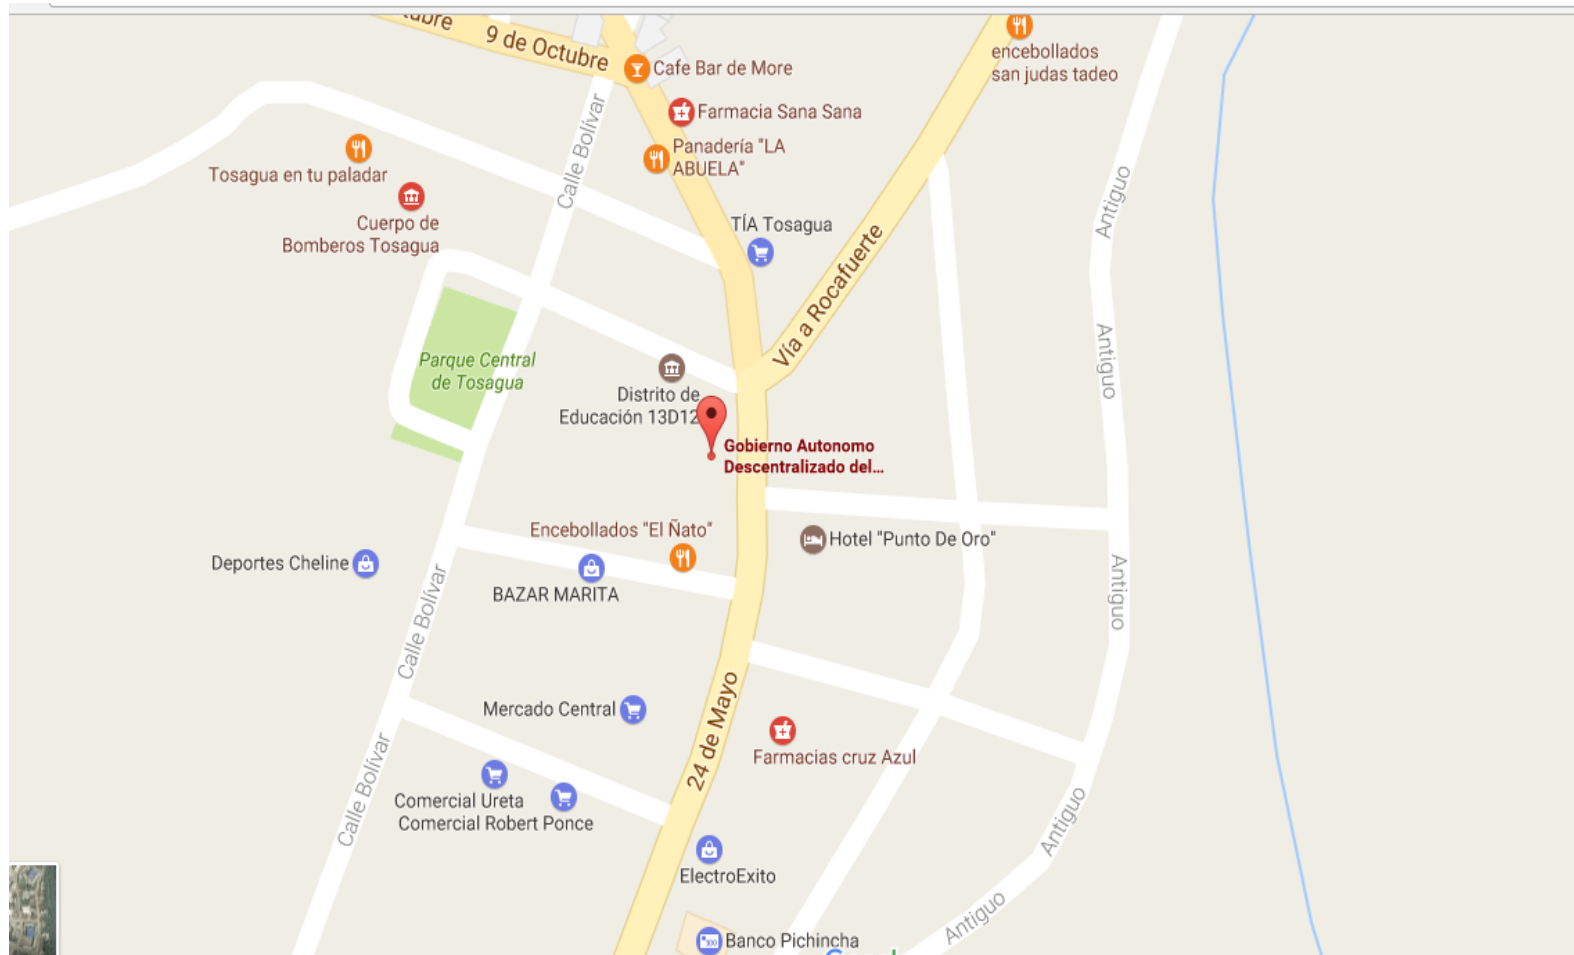 9 de Octubre
Cafe Bar de More
encebollados
san judas tadeo
Farmacia Sana Sana
Calle Bolívar
Panadería "LA
ABUELA"
Tosagua en tu paladar
Antiguo
Cuerpo de
Bomberos Tosagua
TÍA Tosagua
Vía a Rocafuerte
Parque Central
de Tosagua
Antiguo
Distrito de
Educación 13D12
Gobierno Autonomo
Descentralizado del...
Encebollados "El Ñato"
Hotel "Punto De Oro"
Deportes Cheline
BAZAR MARITA
Antiguo
Calle Bolívar
Mercado Central
24 de Mayo
Farmacias cruz Azul
Calle Bolívar
Comercial Ureta
Comercial Robert Ponce
Antiguo
ElectroExito
Antiguo
Banco Pichincha